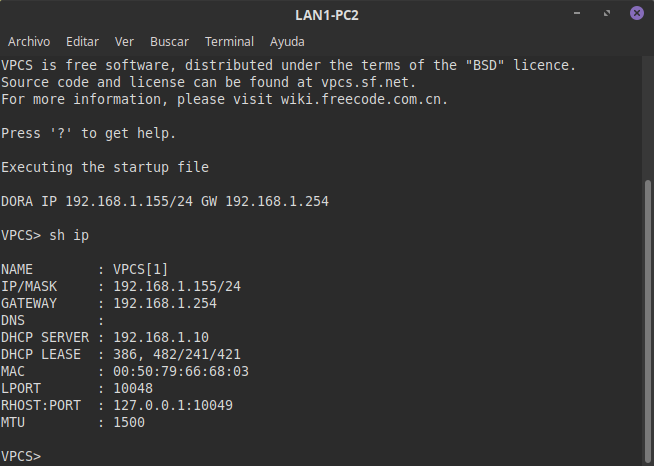 LAN1-PC2
Archivo Editar Ver Buscar Terminal Ayuda
VPCS is free software, distributed under the terms of the "BSD" licence.
Source code and license can be found at vpcs.sf.net.
For more information, please visit wiki.freecode.com.cn.
Press '?' to get help.
Executing the startup file
DORA IP 192.168.1.155/24 GW 192.168.1.254
VPCS> sh ip
NAME        : VPCS[1]
IP/MASK     : 192.168.1.155/24
GATEWAY     : 192.168.1.254
DNS         :
DHCP SERVER : 192.168.1.10
DHCP LEASE  : 386, 482/241/421
MAC         : 00:50:79:66:68:03
LPORT       : 10048
RHOST:PORT  : 127.0.0.1:10049
MTU         : 1500
VPCS>